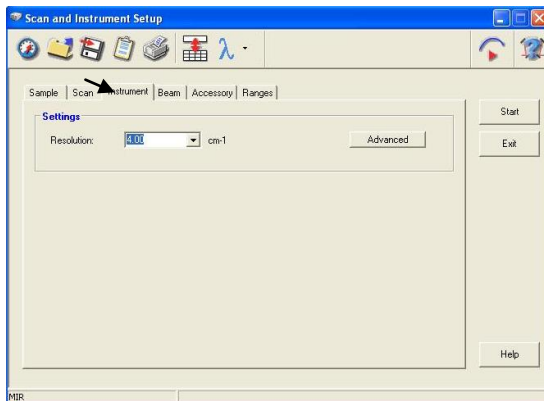 Scan and Instrument Setup
λ
Sample Scan Instrument Beam Accessory Ranges
Settings
Resolution: 4.00 cm-1 Advanced
Start
Exit
Help
MIR